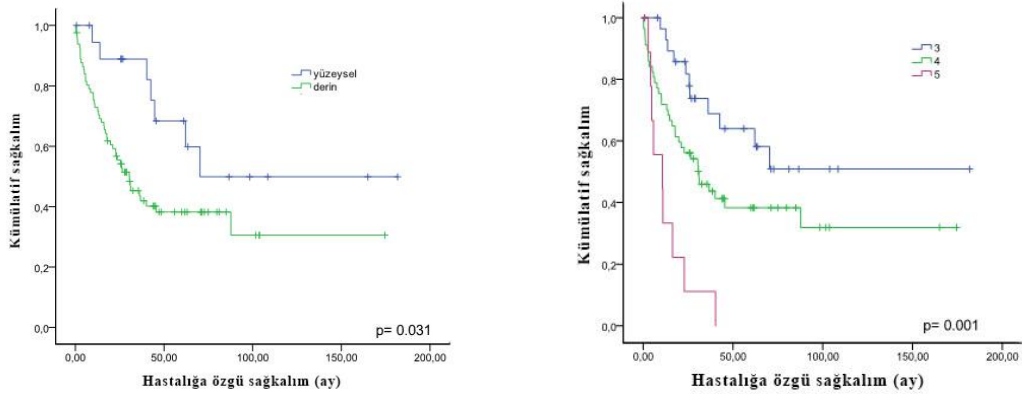 Kümülatif sağkalım
1,0
0,8
0,6
0,4
0,2
0,0
yüzeysel
derin
p= 0.031
0,00 50,00 100,00 150,00 200,00
Hastalığa özgü sağkalım (ay)
Kümülatif sağkalım
1,0
0,8
0,6
0,4
0,2
0,0
3
4
5
p= 0.001
0,00 50,00 100,00 150,00 200,00
Hastalığa özgü sağkalım (ay)